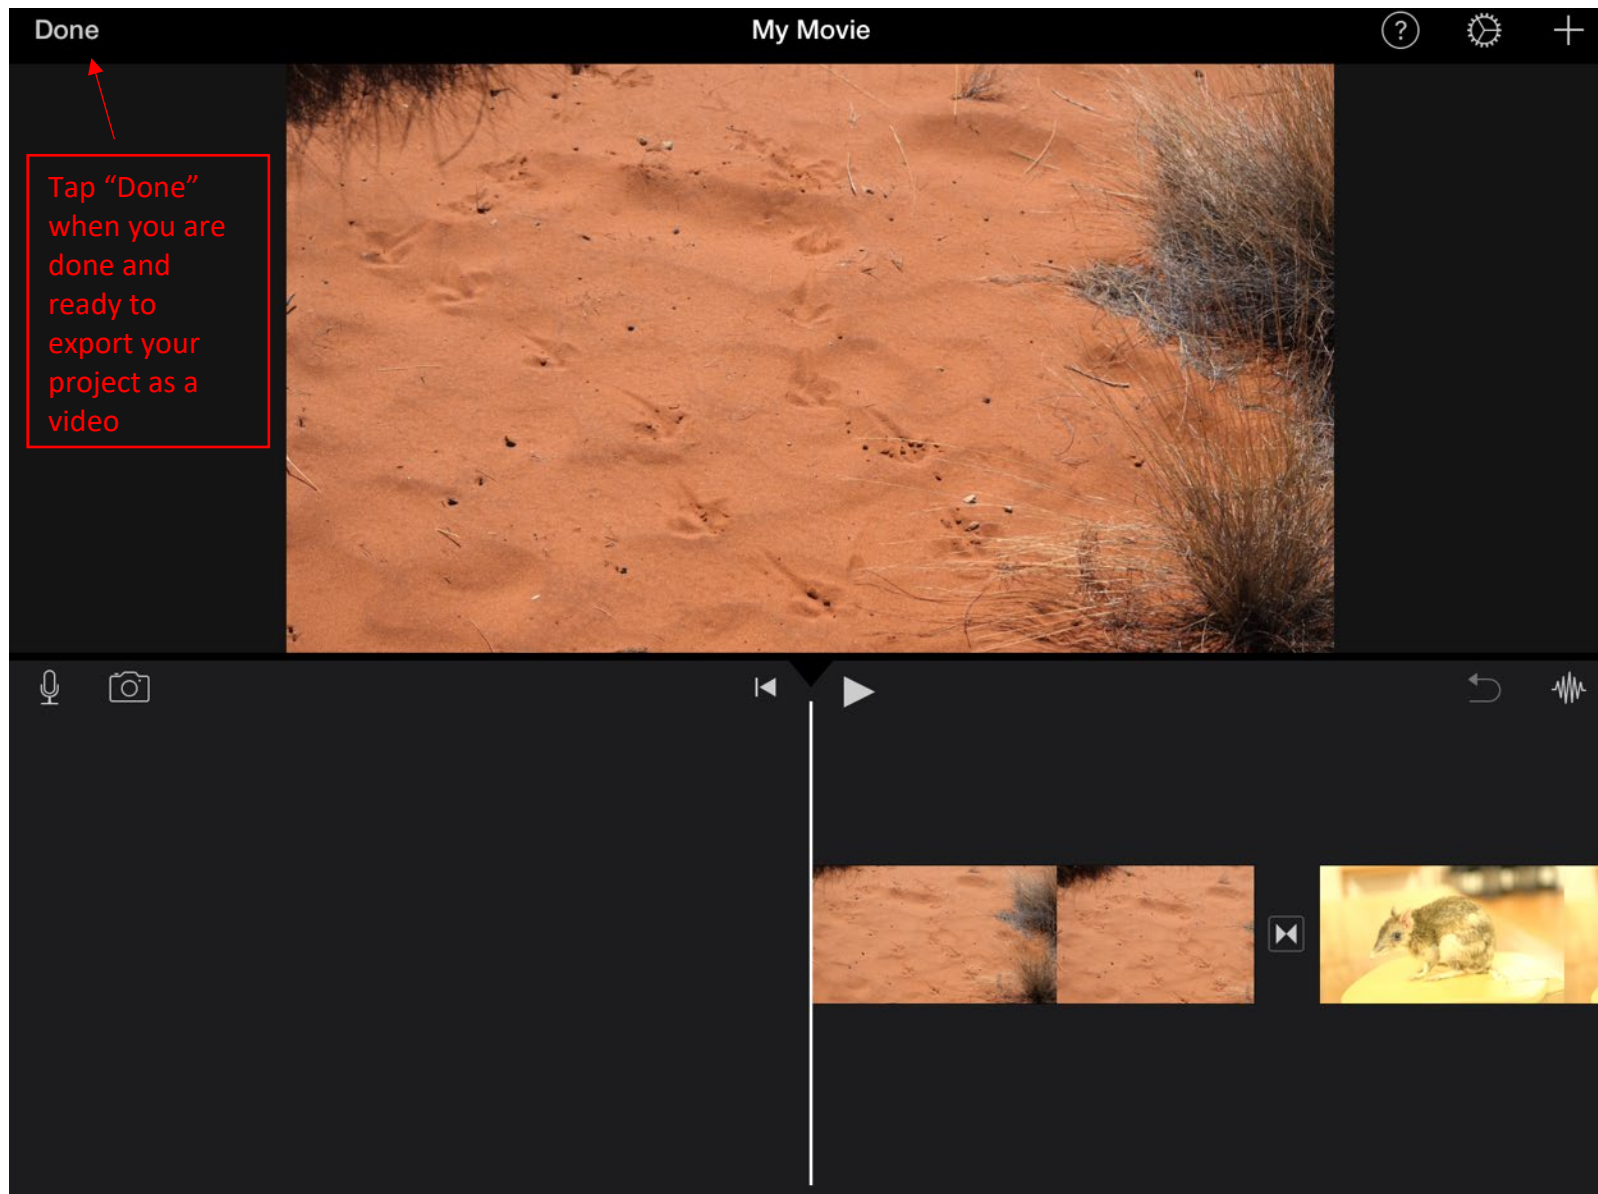 Done
My Movie
?
Tap “Done”
when you are
done and
ready to
export your
project as a
video